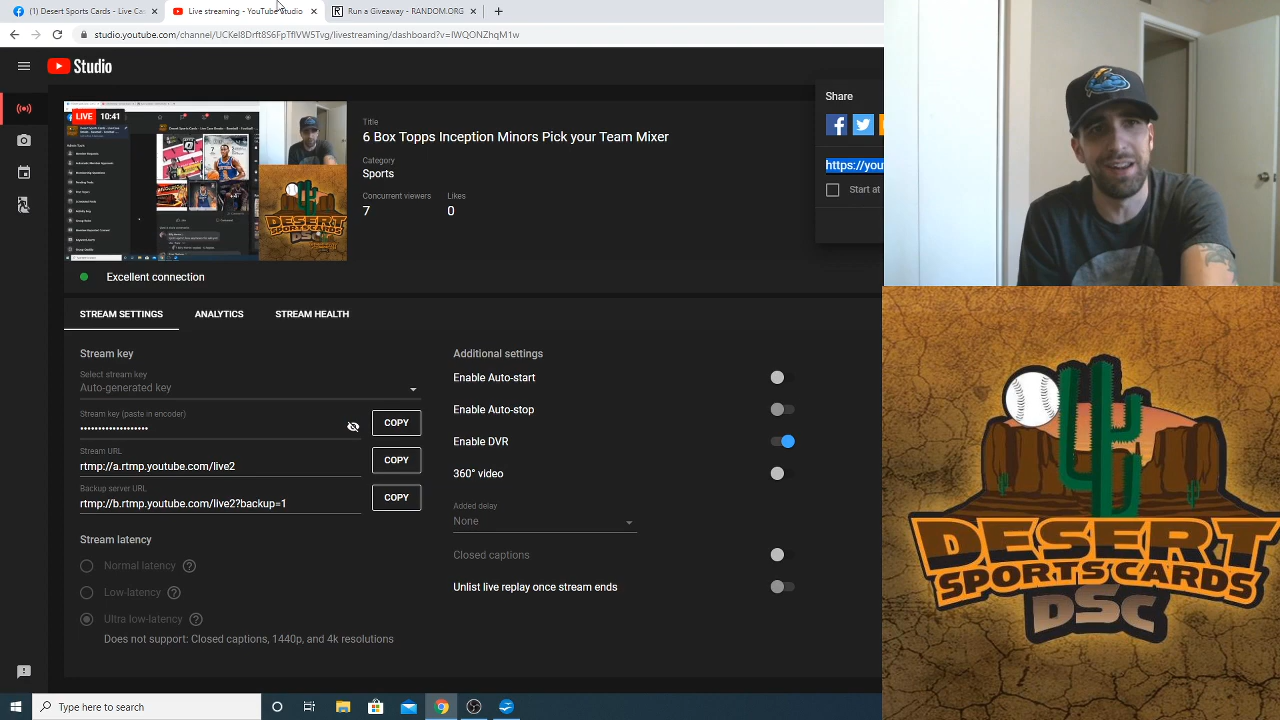 (1) Desert Sports Cards - Live Ca
Live streaming - YouTube Studio
Run a Giveaway - RANDOM.ORG
studio.youtube.com/channel/UCKeI8Drft8S6FpTfIVW5Tvg/livestreaming/dashboard?v=IWQONZhqM1w
Studio
LIVE 10:41
Title
6 Box Topps Inception Minors Pick your Team Mixer
Category
Sports
Concurrent viewers
Likes
7
0
Share
https://you
Start at
Excellent connection
STREAM SETTINGS
ANALYTICS
STREAM HEALTH
Stream key
Select stream key
Auto-generated key
Stream key (paste in encoder)
COPY
Stream URL
rtmp://a.rtmp.youtube.com/live2
COPY
Backup server URL
rtmp://b.rtmp.youtube.com/live2?backup=1
COPY
Stream latency
Normal latency
Low-latency
Ultra low-latency
Does not support: Closed captions, 1440p, and 4k resolutions
Additional settings
Enable Auto-start
Enable Auto-stop
Enable DVR
360° video
Added delay
None
Closed captions
Unlist live replay once stream ends
DESERT
SPORTS CARDS
DSC
Type here to search